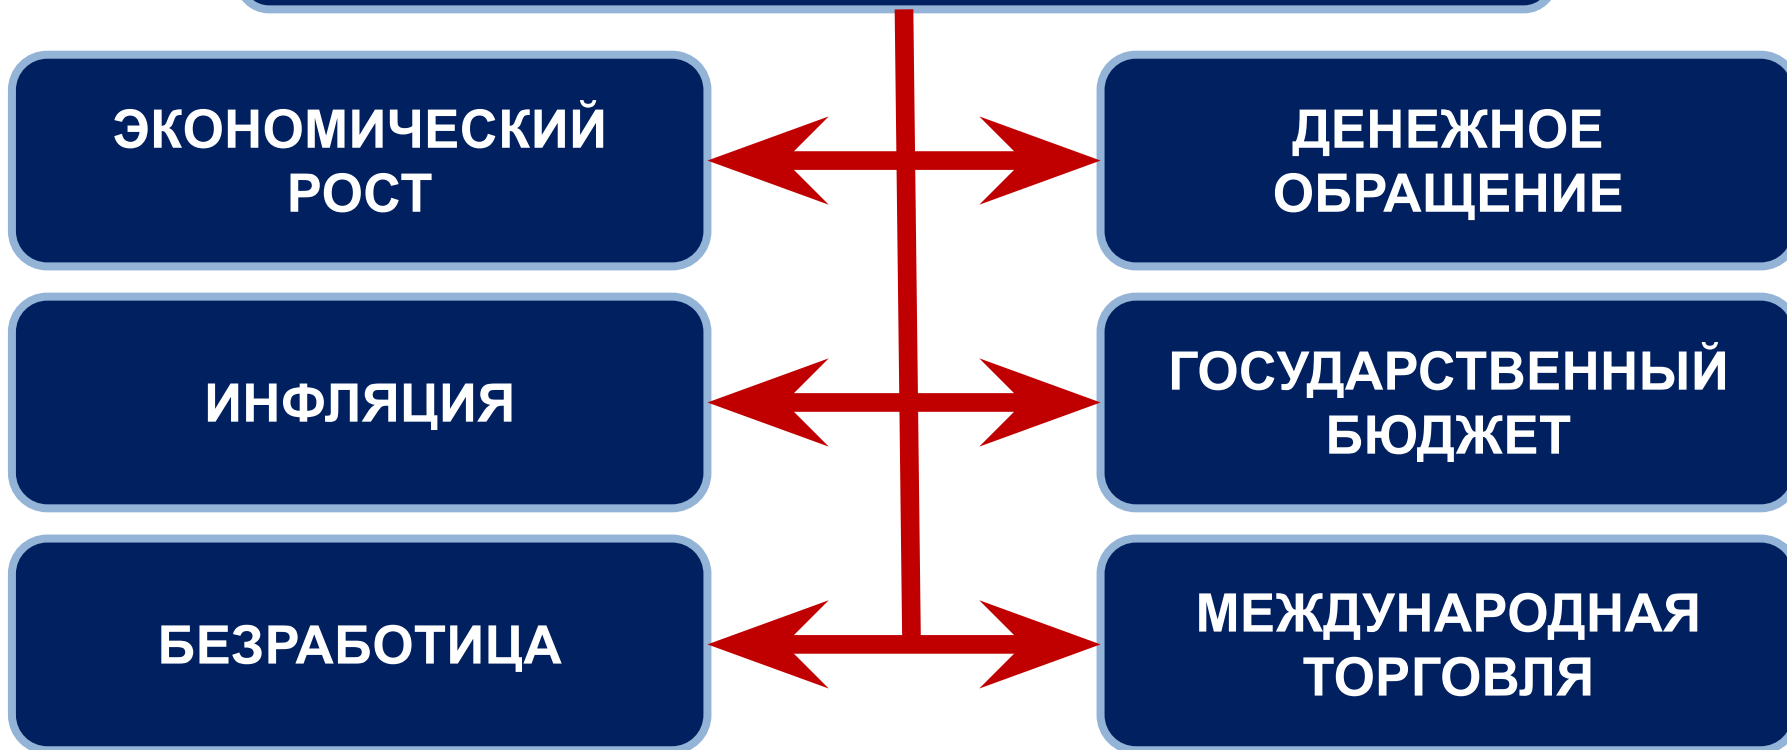 ЭКОНОМИЧЕСКИЙ
РОСТ
ДЕНЕЖНОЕ
ОБРАЩЕНИЕ
ИНФЛЯЦИЯ
ГОСУДАРСТВЕННЫЙ
БЮДЖЕТ
БЕЗРАБОТИЦА
МЕЖДУНАРОДНАЯ
ТОРГОВЛЯ